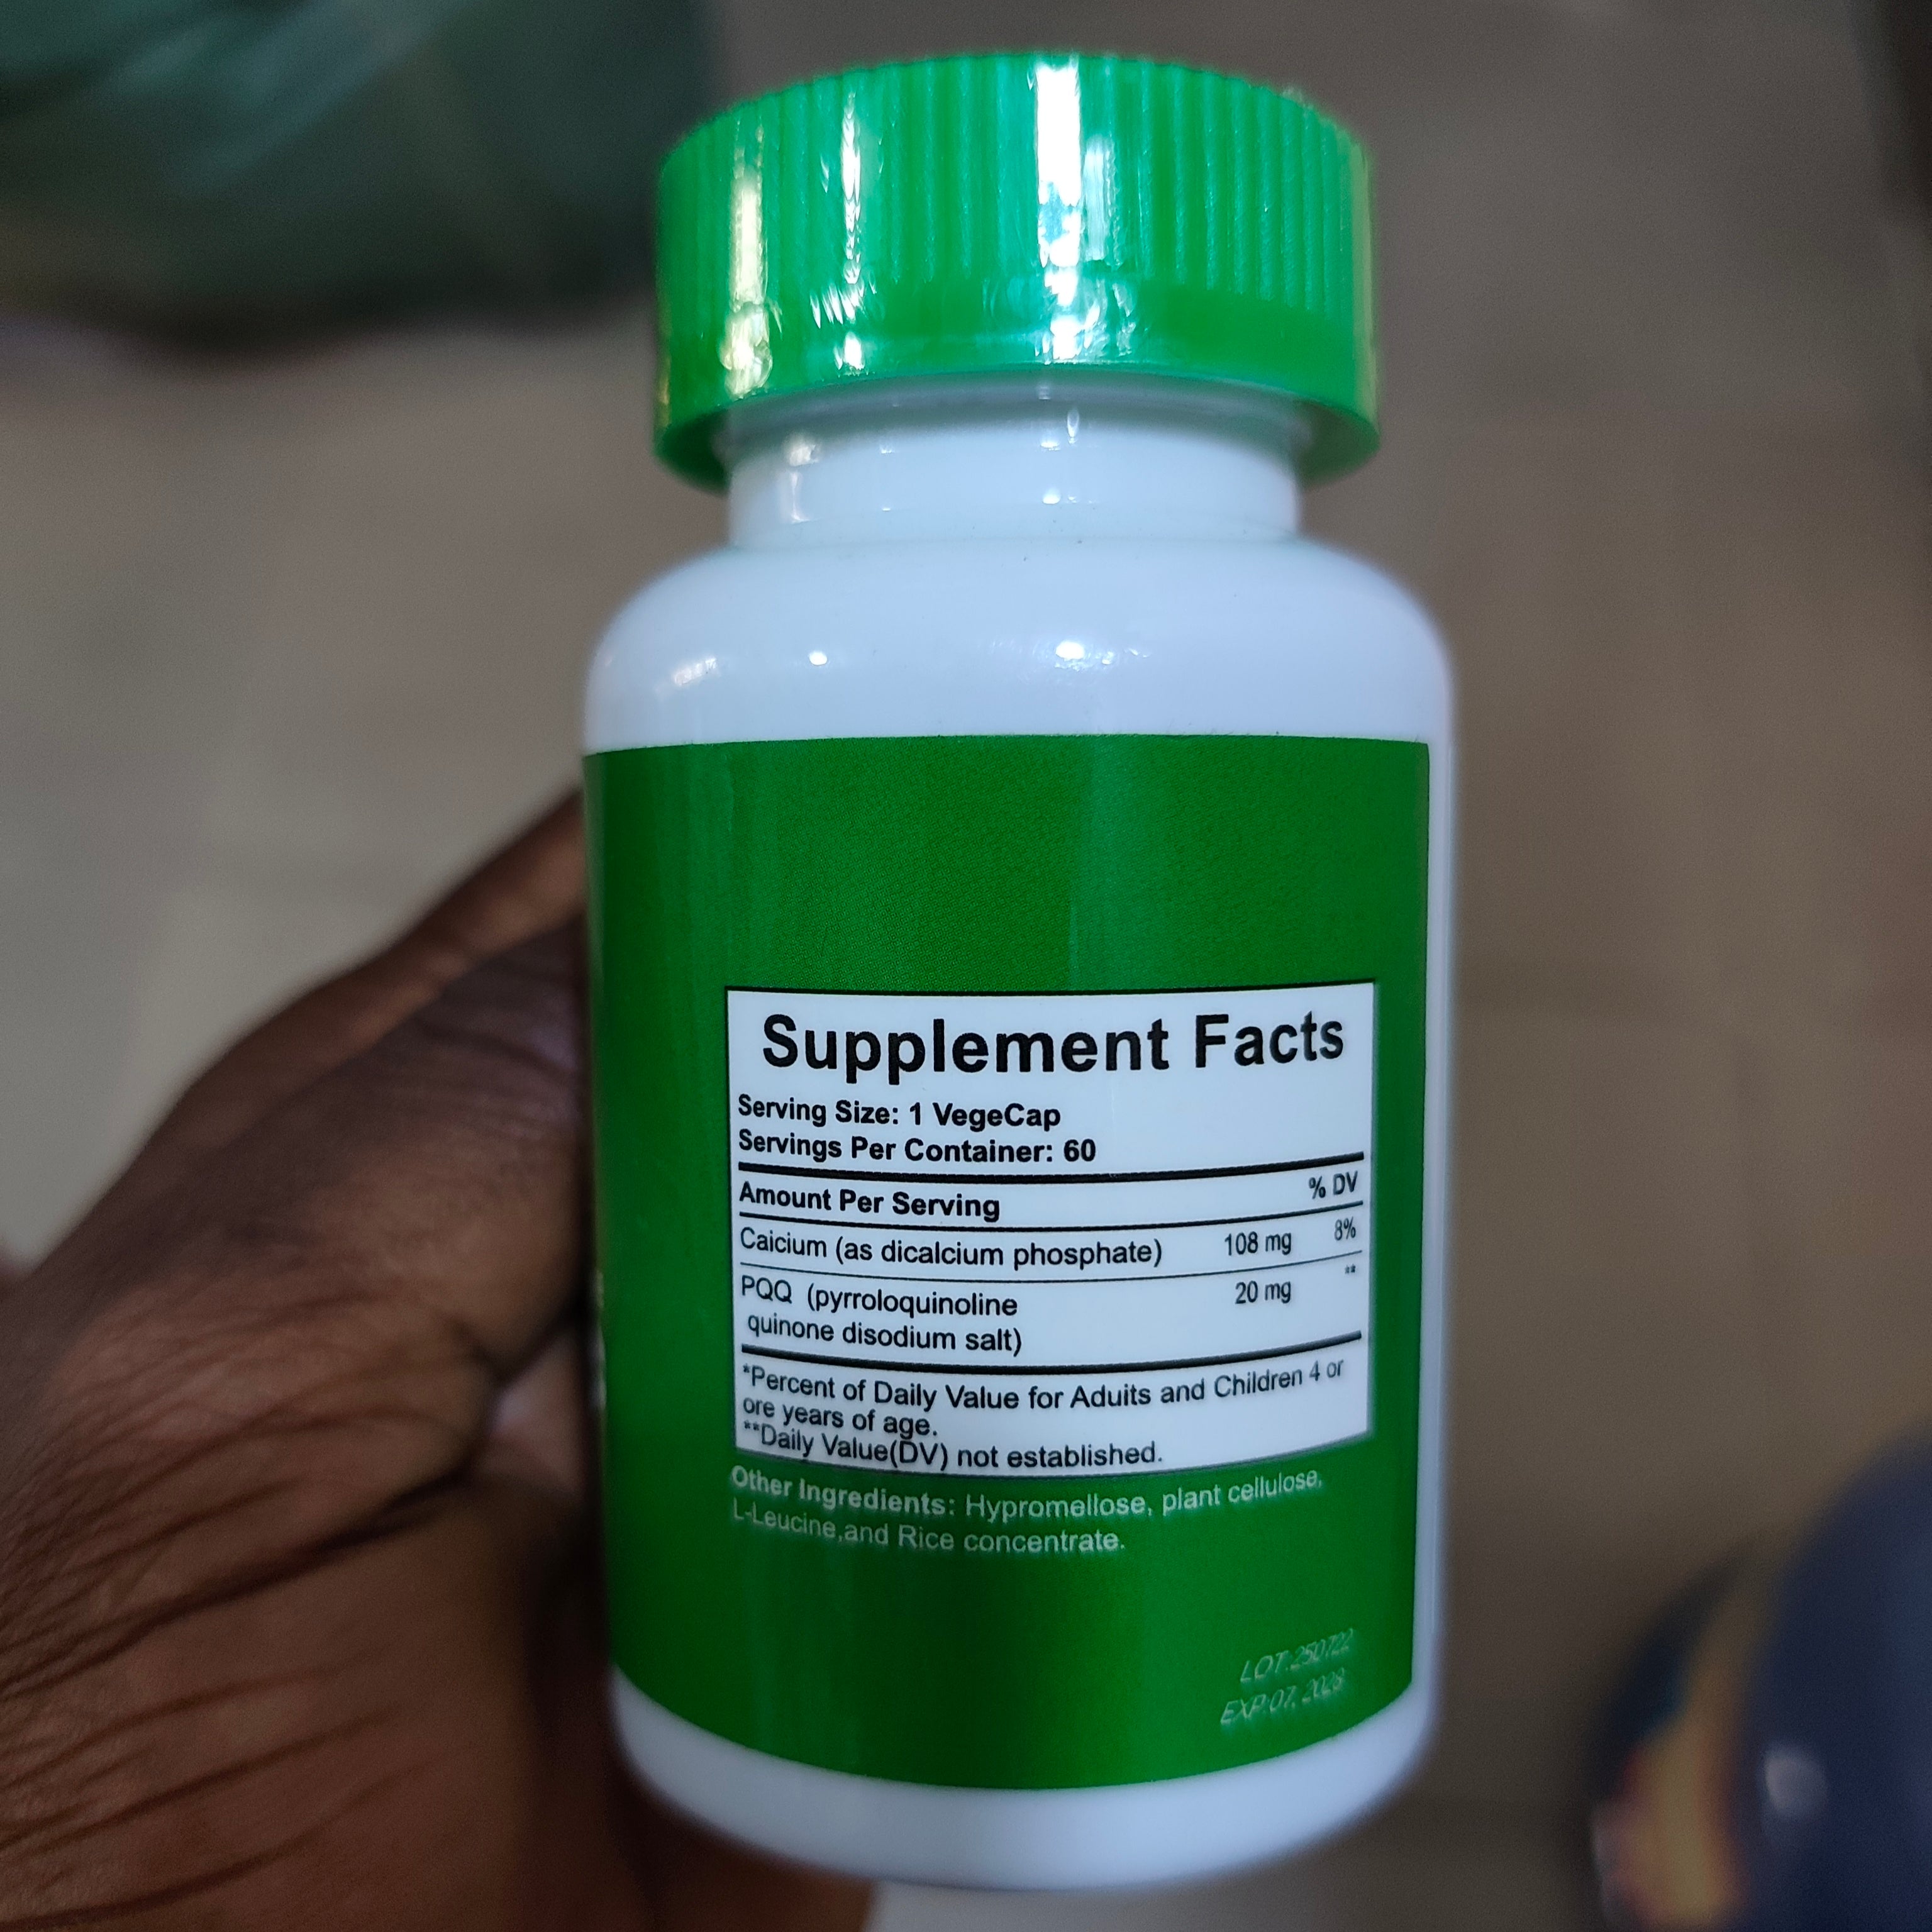 Supplement Facts
Serving Size: 1 VegeCap
Servings Per Container: 60
Amount Per Serving % DV
Caicium (as dicalcium phosphate) 108 mg 8%
PQQ (pyrroloquinoline 20 mg **
quinone disodium salt)
*Percent of Daily Value for Aduits and Children 4 or
ore years of age.
**Daily Value(DV) not established.
Other Ingredients: Hypromellose, plant cellulose,
L-Leucine,and Rice concentrate.
LOT:250722
EXP:07, 2028